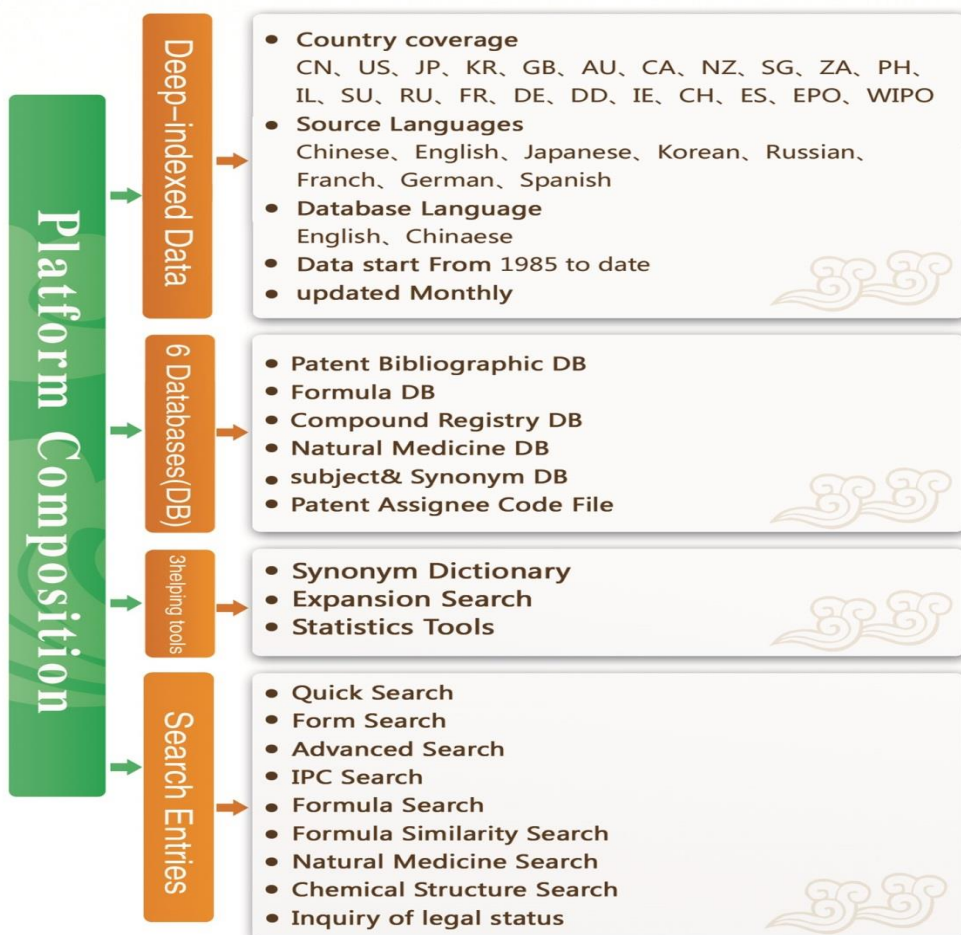 Platform Composition
Deep-indexed Data
• Country coverage
CN、US、JP、KR、GB、AU、CA、NZ、SG、ZA、PH、
IL、SU、RU、FR、DE、DD、IE、CH、ES、EPO、WIPO
• Source Languages
Chinese、English、Japanese、Korean、Russian、
Franch、German、Spanish
• Database Language
English、Chinaese
• Data start From 1985 to date
• updated Monthly
6 Databases(DB)
• Patent Bibliographic DB
• Formula DB
• Compound Registry DB
• Natural Medicine DB
• subject& Synonym DB
• Patent Assignee Code File
3helping tools
• Synonym Dictionary
• Expansion Search
• Statistics Tools
Search Entries
• Quick Search
• Form Search
• Advanced Search
• IPC Search
• Formula Search
• Formula Similarity Search
• Natural Medicine Search
• Chemical Structure Search
• Inquiry of legal status